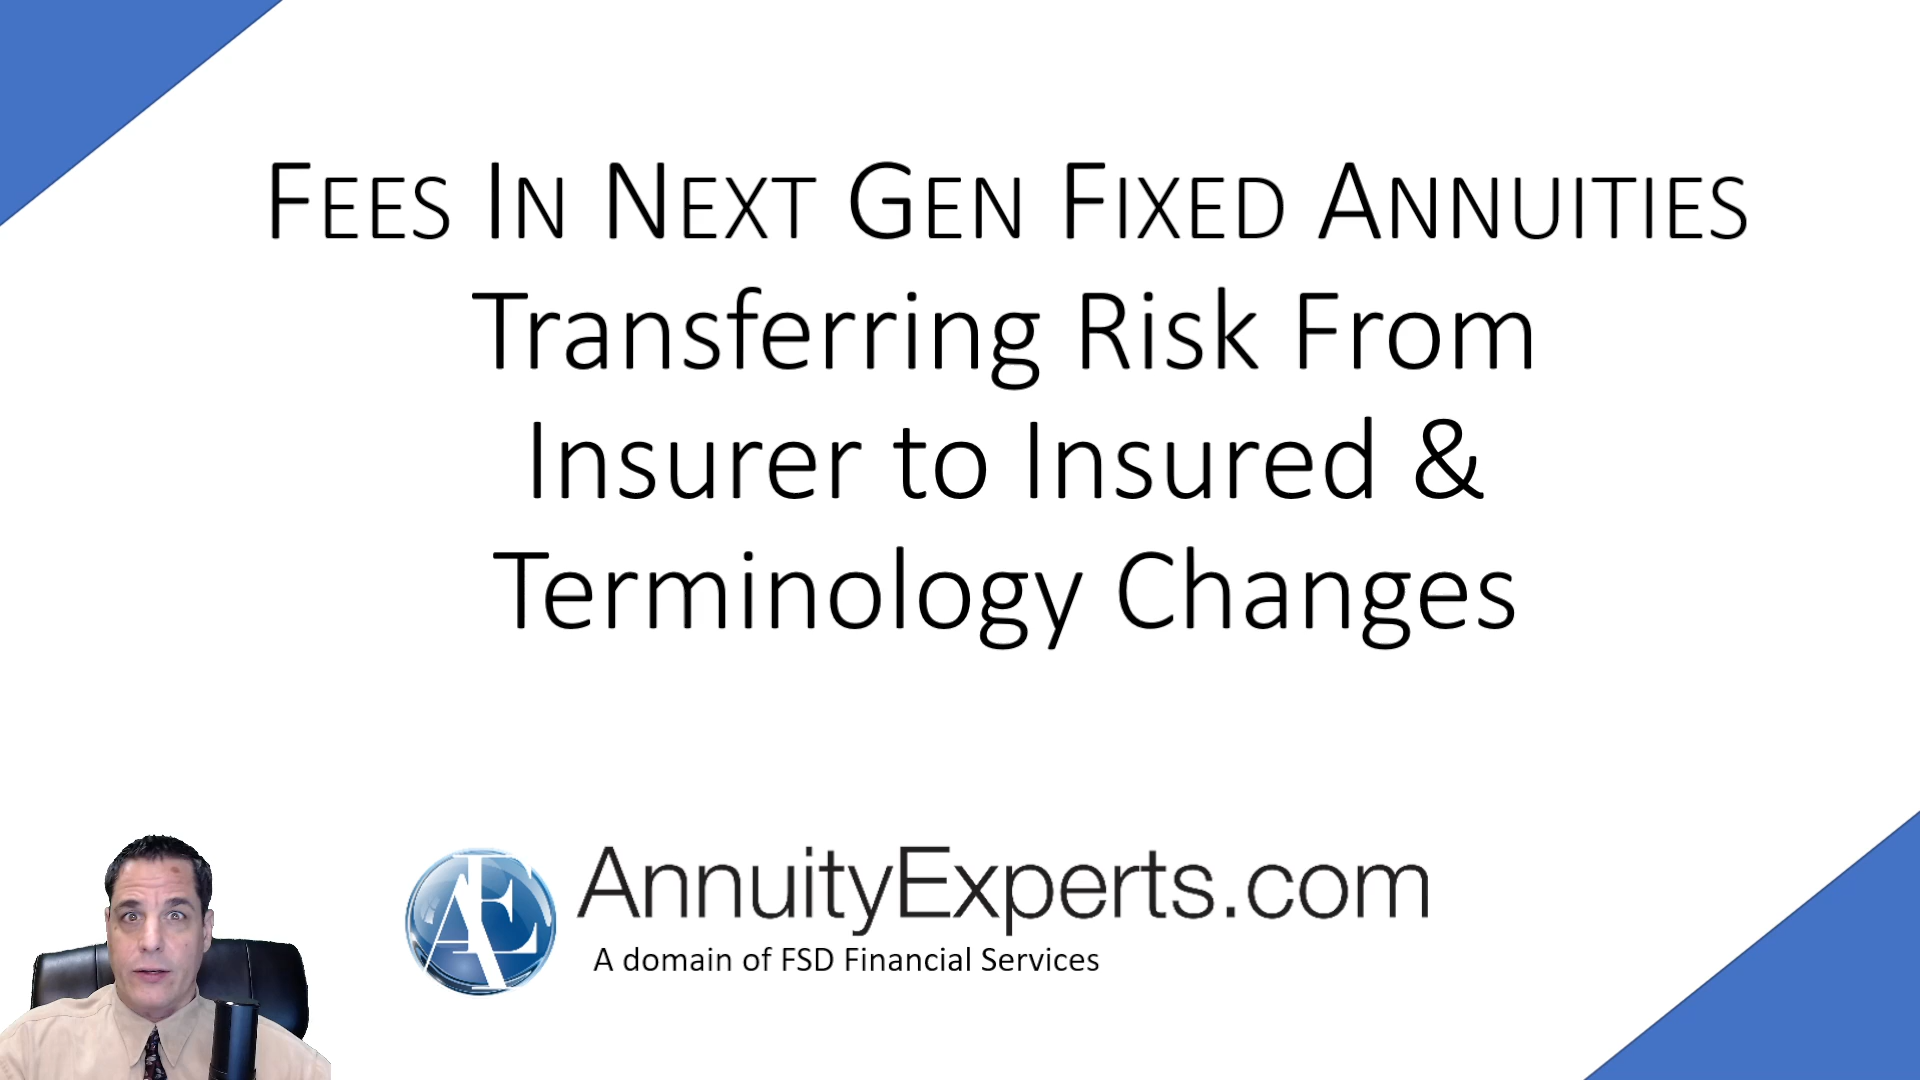 Fees In Next Gen Fixed Annuities
Transferring Risk From
Insurer to Insured &
Terminology Changes
AE
AnnuityExperts.com
A domain of FSD Financial Services